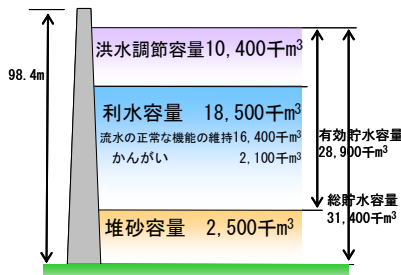 洪水調節容量10,400千m³
98.4m
利水容量 18,500千m³
流水の正常な機能の維持16,400千m³
かんがい 2,100千m³
有効貯水容量
28,900千m³
総貯水容量
31,400千m³
堆砂容量 2,500千m³